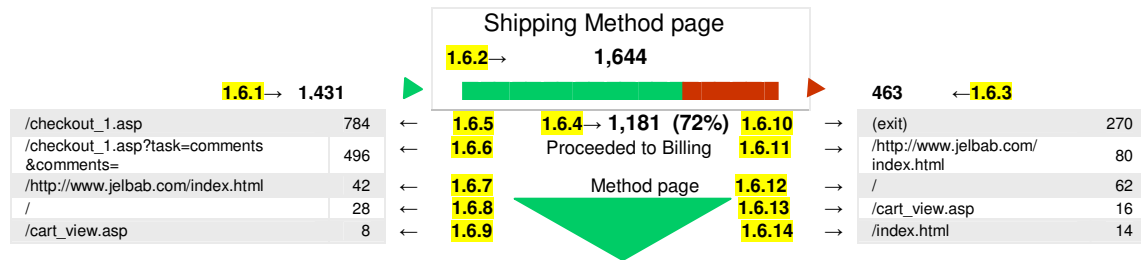 Shipping Method page
1.6.2→ 1,644
1.6.1→ 1,431 463 ←1.6.3
/checkout_1.asp 784 ← 1.6.5 1.6.4→ 1,181 (72%) 1.6.10 → (exit) 270
/checkout_1.asp?task=comments
&comments= 496 ← 1.6.6 Proceeded to Billing 1.6.11 → /http://www.jelbab.com/
index.html 80
/http://www.jelbab.com/index.html 42 ← 1.6.7 Method page 1.6.12 → / 62
/ 28 ← 1.6.8 1.6.13 → /cart_view.asp 16
/cart_view.asp 8 ← 1.6.9 1.6.14 → /index.html 14